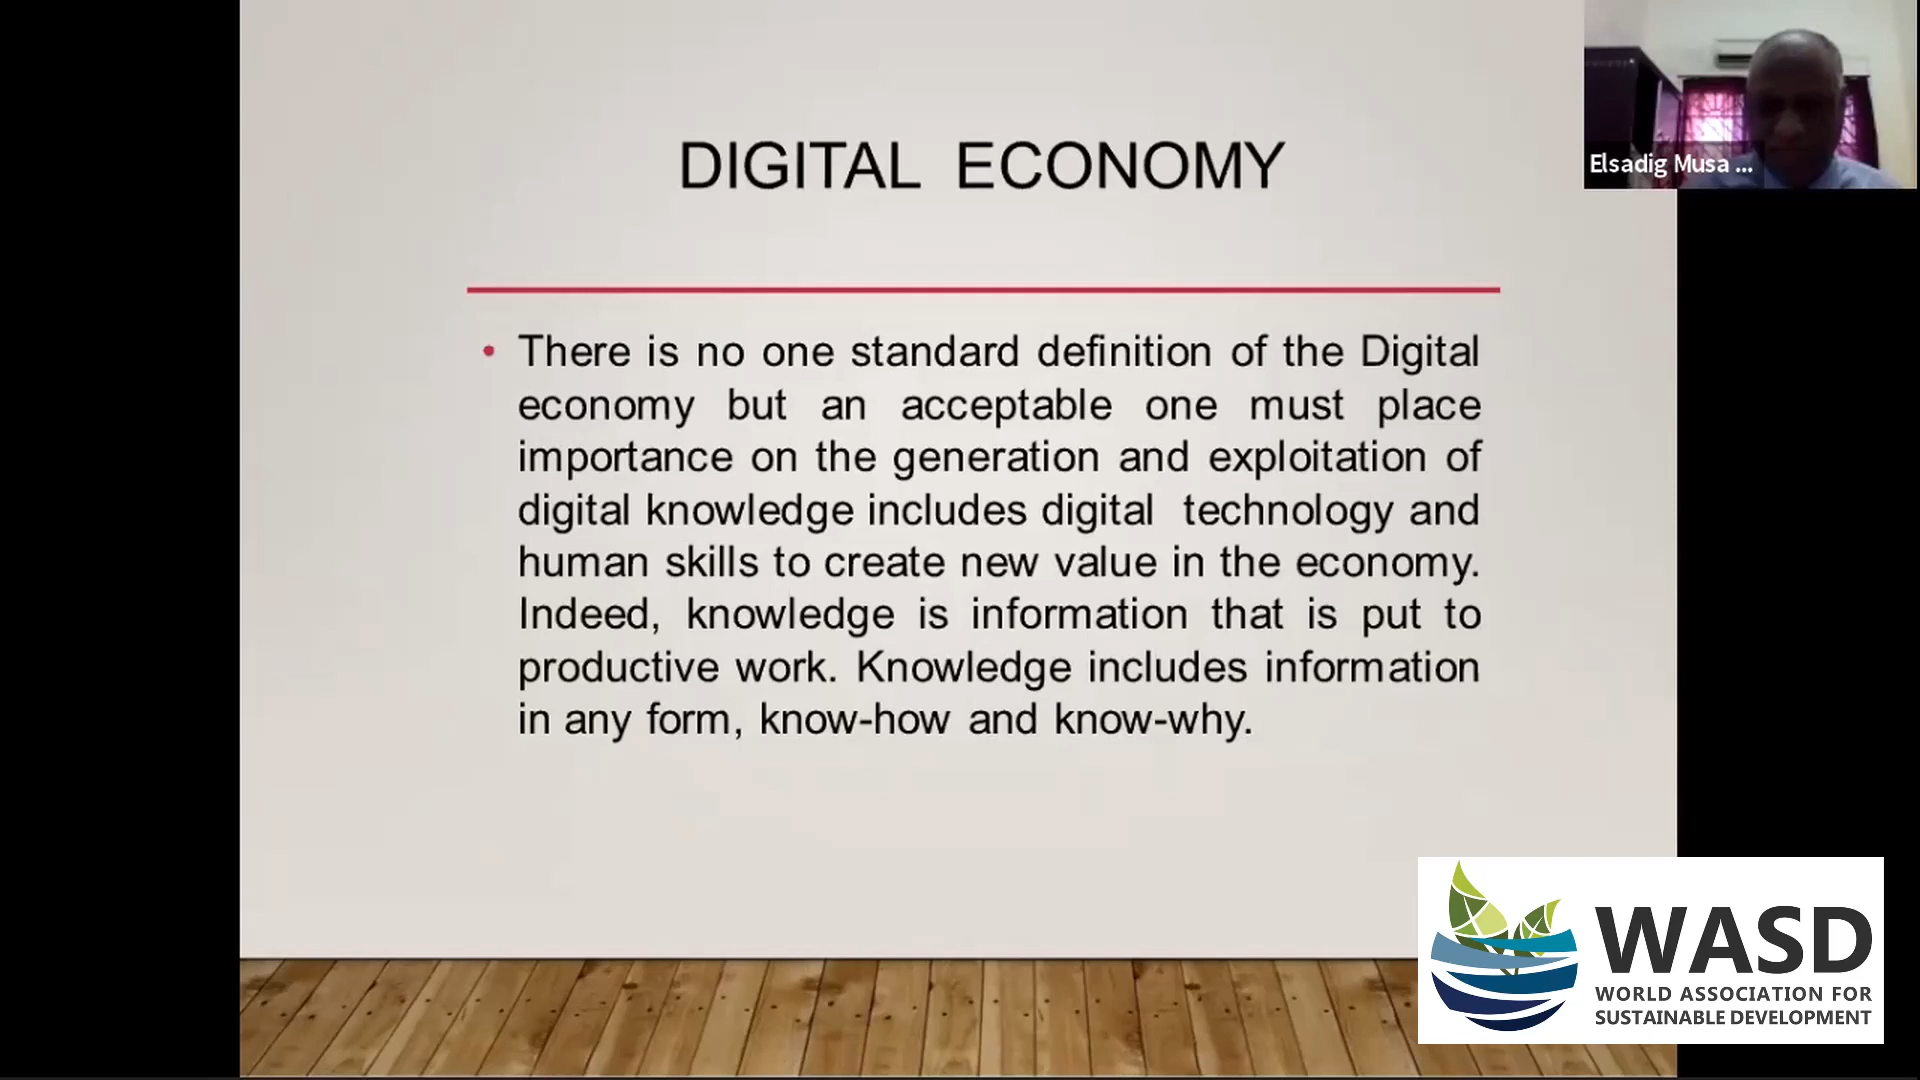 DIGITAL ECONOMY
Elsadig Musa ...
• There is no one standard definition of the Digital
economy but an acceptable one must place
importance on the generation and exploitation of
digital knowledge includes digital technology and
human skills to create new value in the economy.
Indeed, knowledge is information that is put to
productive work. Knowledge includes information
in any form, know-how and know-why.
WASD
WORLD ASSOCIATION FOR
SUSTAINABLE DEVELOPMENT